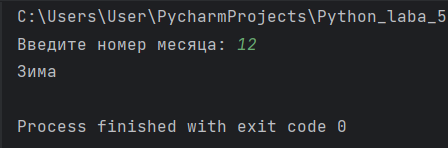 C:\Users\User\PycharmProjects\Python_laba_5
Введите номер месяца: 12
Зима
Process finished with exit code 0